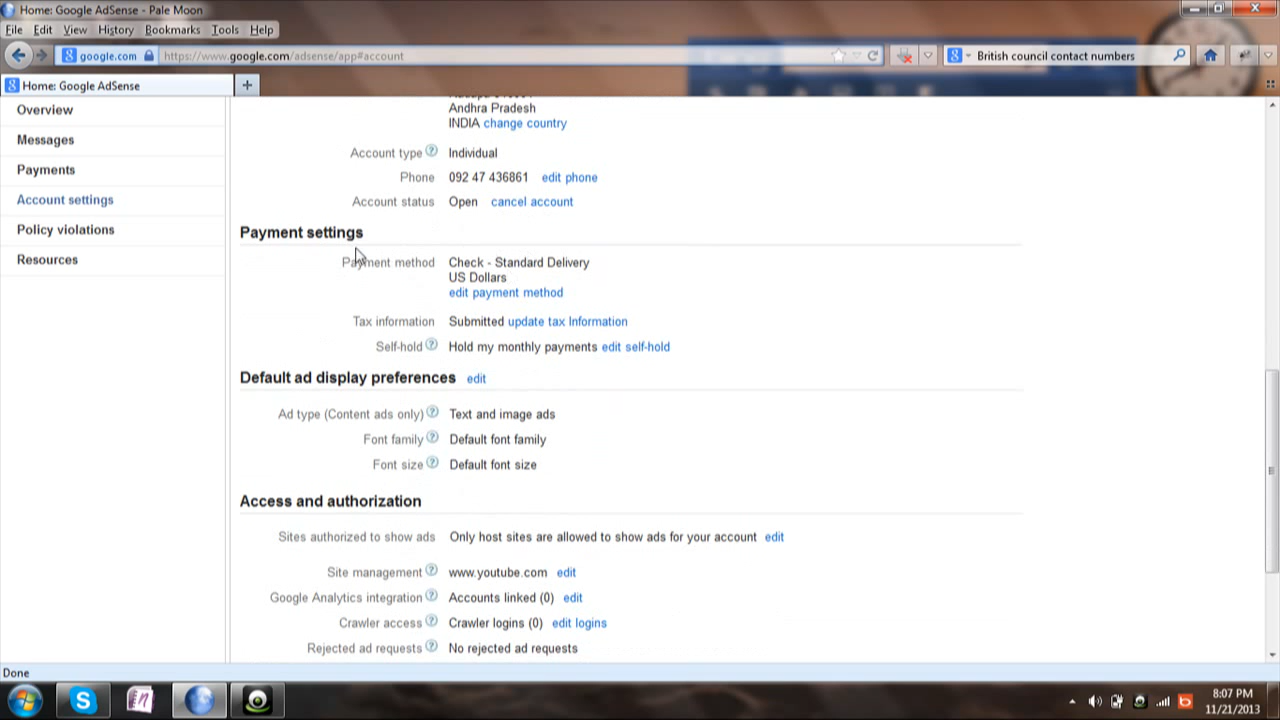 Home: Google AdSense - Pale Moon
File Edit View History Bookmarks Tools Help
google.com https://www.google.com/adsense/app#account British council contact numbers
Home: Google AdSense
Overview
Messages
Payments
Account settings
Policy violations
Resources
Andhra Pradesh
INDIA change country
Account type Individual
Phone 092 47 436861 edit phone
Account status Open cancel account
Payment settings
Payment method Check - Standard Delivery
US Dollars
edit payment method
Tax information Submitted update tax Information
Self-hold Hold my monthly payments edit self-hold
Default ad display preferences edit
Ad type (Content ads only) Text and image ads
Font family Default font family
Font size Default font size
Access and authorization
Sites authorized to show ads Only host sites are allowed to show ads for your account edit
Site management www.youtube.com edit
Google Analytics integration Accounts linked (0) edit
Crawler access Crawler logins (0) edit logins
Rejected ad requests No rejected ad requests
Done
8:07 PM
11/21/2013